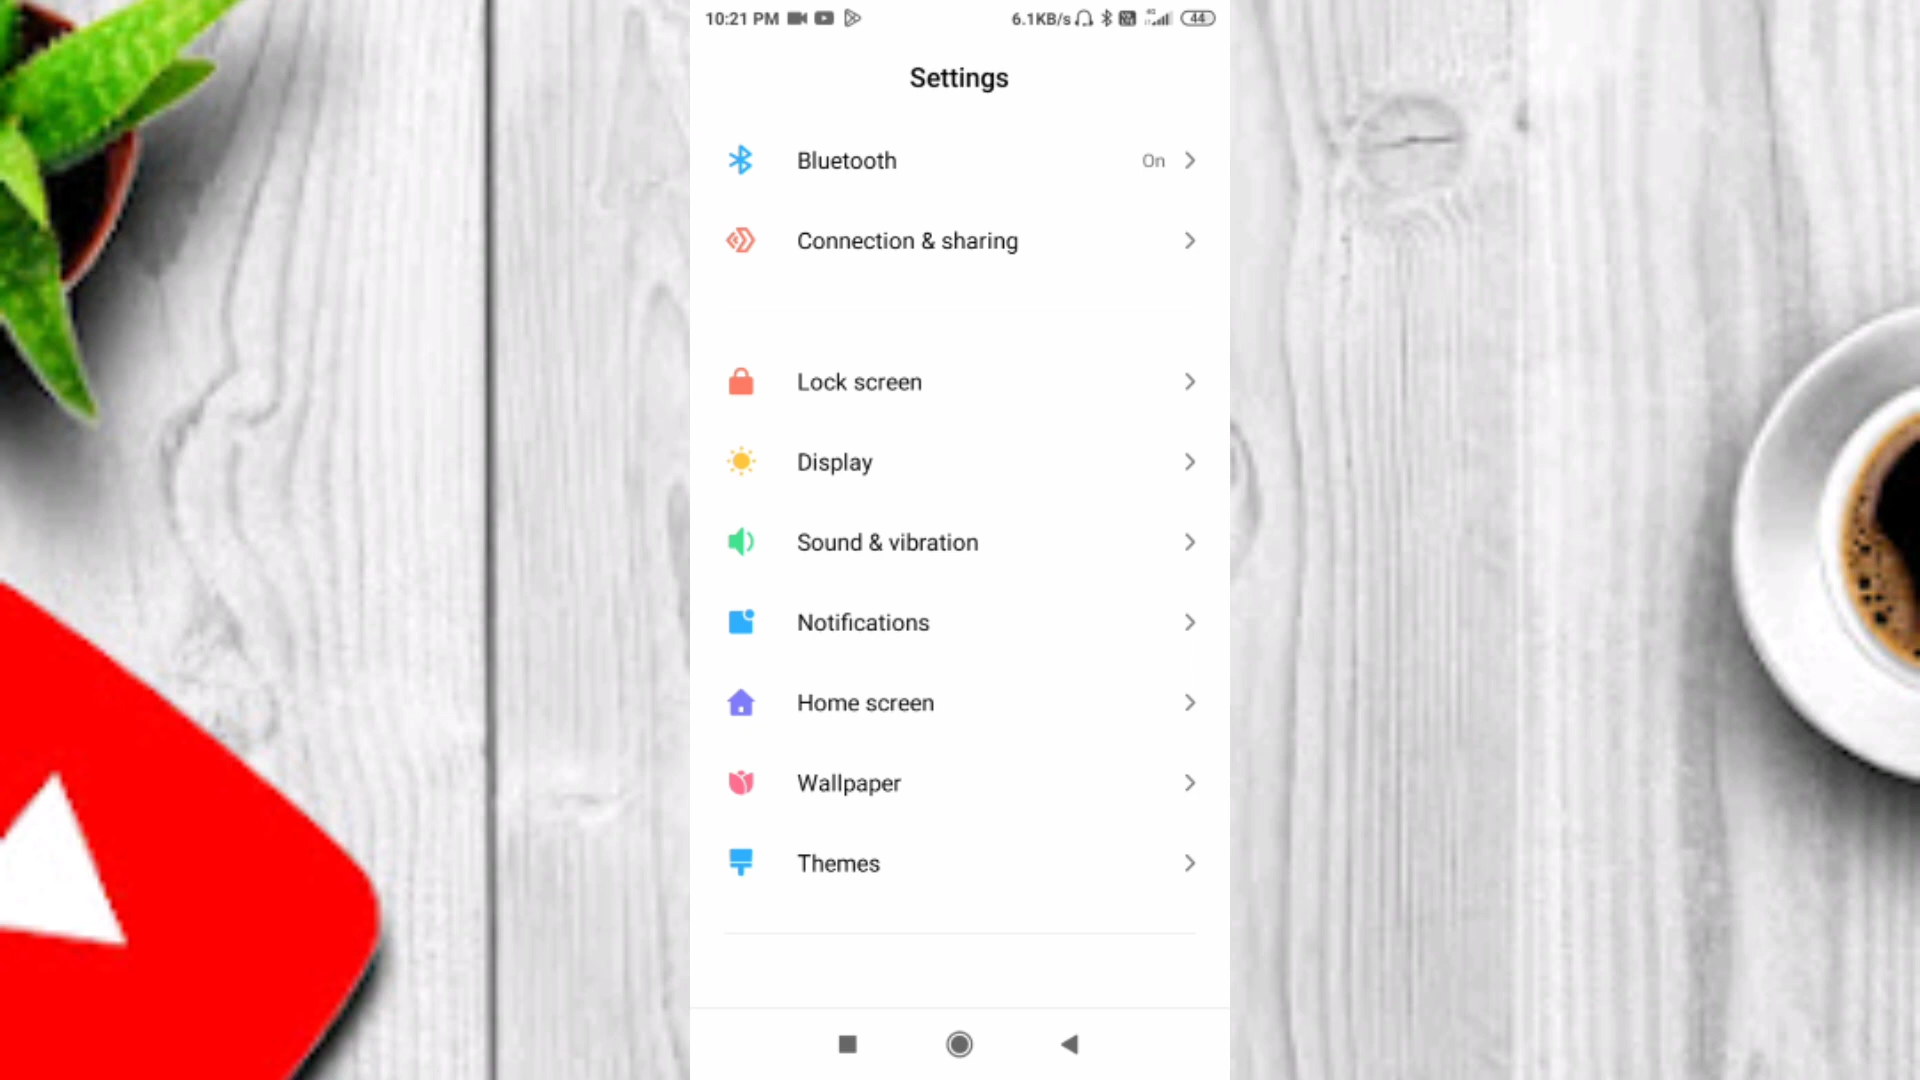 10:21 PM 6.1KB/s 4G 44
Settings
Bluetooth On
Connection & sharing
Lock screen
Display
Sound & vibration
Notifications
Home screen
Wallpaper
Themes